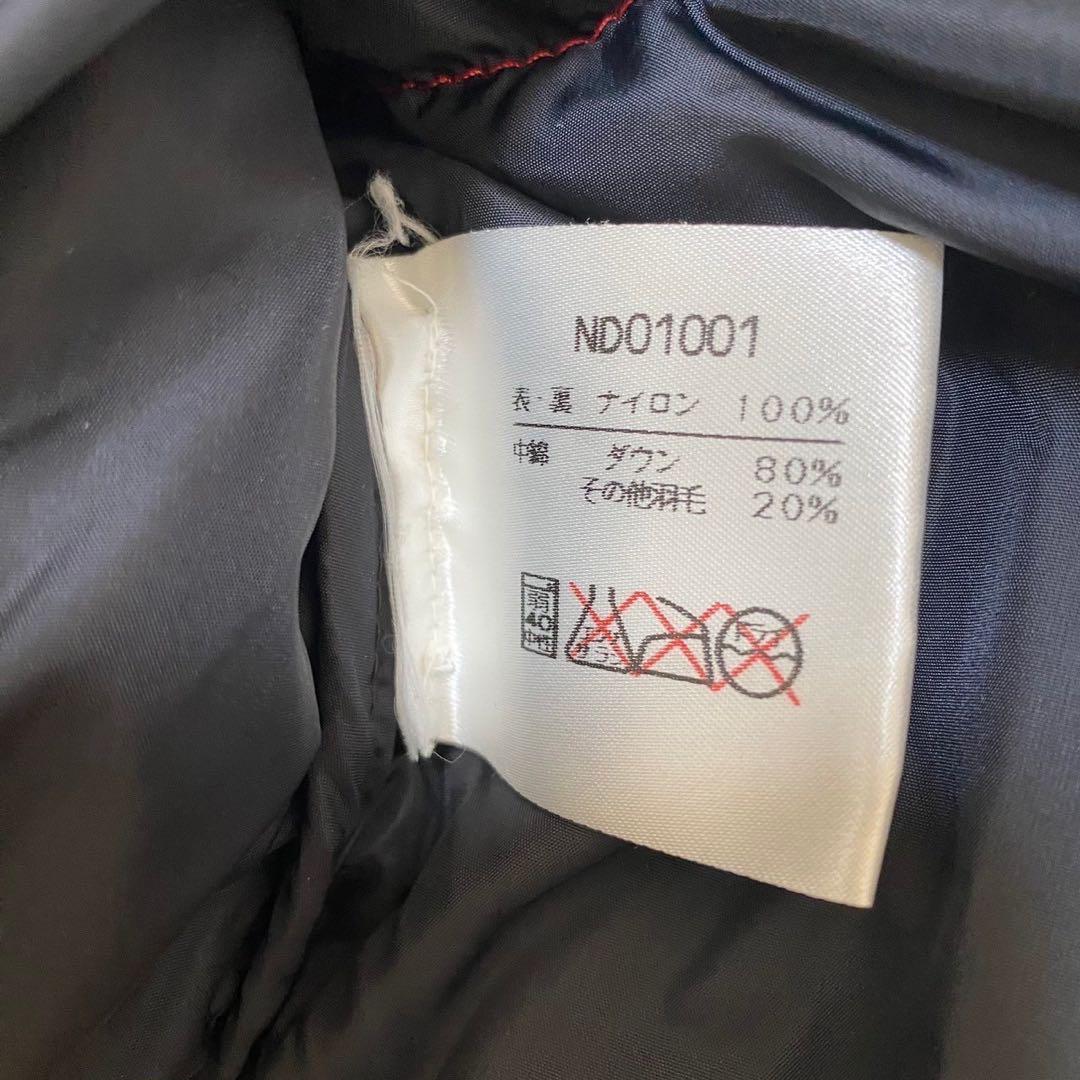 ND01001
表・裏 ナイロン 100%
中綿 ダウン 80%
その他羽毛 20%